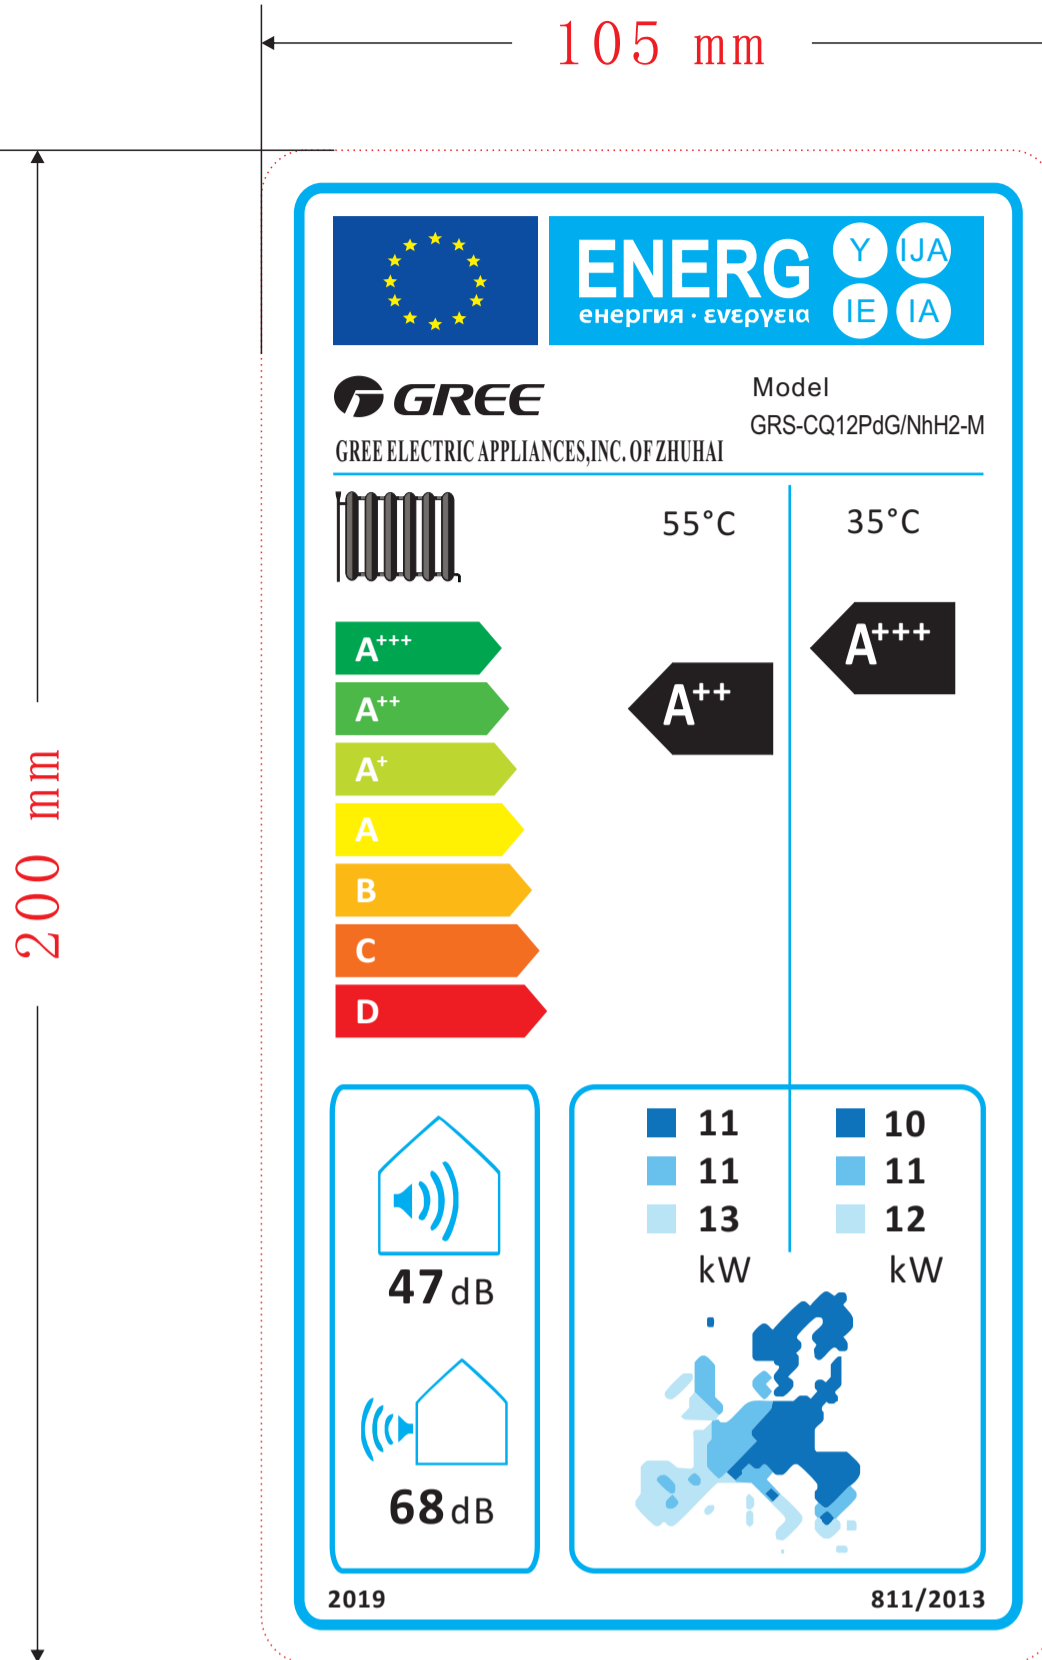 105 mm
200 mm
ENERG
енергия · ενεργεια
Y IJA
IE IA
GREE
GREE ELECTRIC APPLIANCES,INC. OF ZHUHAI
Model
GRS-CQ12PdG/NhH2-M
55°C 35°C
A+++
A++
A+
A
B
C
D
A++
A+++
47 dB
68 dB
11 10
11 11
13 12
kW kW
2019 811/2013